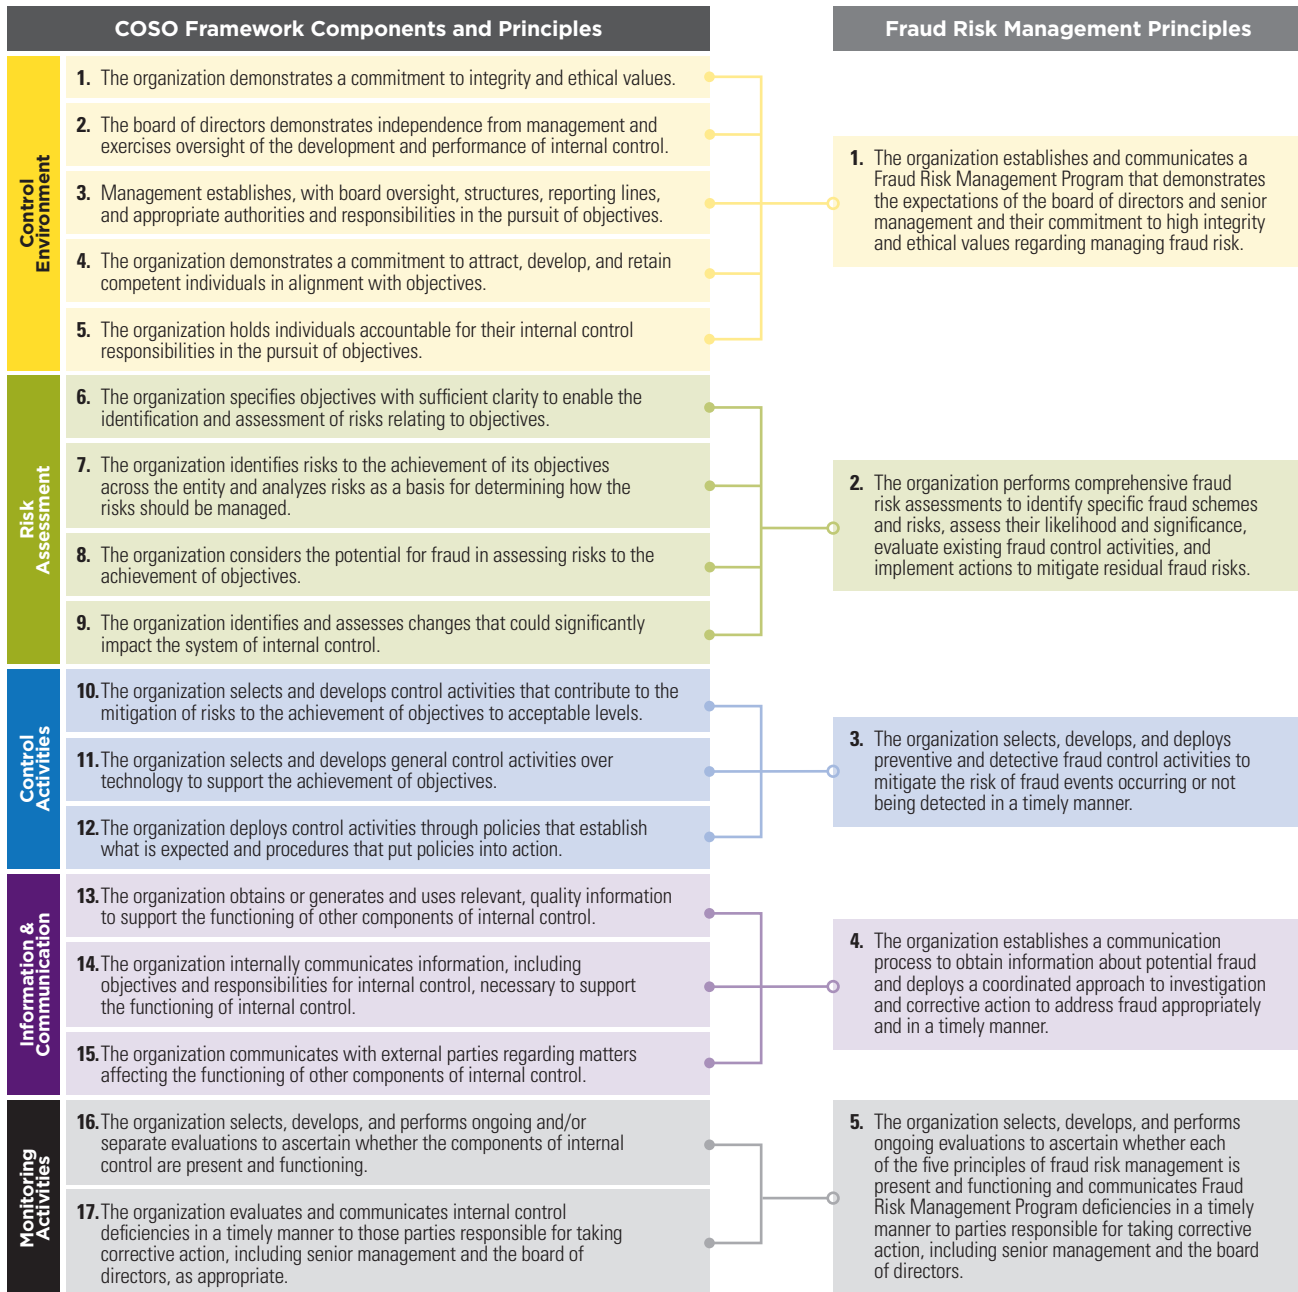 COSO Framework Components and Principles
Control
Environment
1. The organization demonstrates a commitment to integrity and ethical values.
2. The board of directors demonstrates independence from management and
exercises oversight of the development and performance of internal control.
3. Management establishes, with board oversight, structures, reporting lines,
and appropriate authorities and responsibilities in the pursuit of objectives.
4. The organization demonstrates a commitment to attract, develop, and retain
competent individuals in alignment with objectives.
5. The organization holds individuals accountable for their internal control
responsibilities in the pursuit of objectives.
Risk
Assessment
6. The organization specifies objectives with sufficient clarity to enable the
identification and assessment of risks relating to objectives.
7. The organization identifies risks to the achievement of its objectives
across the entity and analyzes risks as a basis for determining how the
risks should be managed.
8. The organization considers the potential for fraud in assessing risks to the
achievement of objectives.
9. The organization identifies and assesses changes that could significantly
impact the system of internal control.
Control
Activities
10. The organization selects and develops control activities that contribute to the
mitigation of risks to the achievement of objectives to acceptable levels.
11. The organization selects and develops general control activities over
technology to support the achievement of objectives.
12. The organization deploys control activities through policies that establish
what is expected and procedures that put policies into action.
Information &
Communication
13. The organization obtains or generates and uses relevant, quality information
to support the functioning of other components of internal control.
14. The organization internally communicates information, including
objectives and responsibilities for internal control, necessary to support
the functioning of internal control.
15. The organization communicates with external parties regarding matters
affecting the functioning of other components of internal control.
Monitoring
Activities
16. The organization selects, develops, and performs ongoing and/or
separate evaluations to ascertain whether the components of internal
control are present and functioning.
17. The organization evaluates and communicates internal control
deficiencies in a timely manner to those parties responsible for taking
corrective action, including senior management and the board of
directors, as appropriate.
Fraud Risk Management Principles
1. The organization establishes and communicates a
Fraud Risk Management Program that demonstrates
the expectations of the board of directors and senior
management and their commitment to high integrity
and ethical values regarding managing fraud risk.
2. The organization performs comprehensive fraud
risk assessments to identify specific fraud schemes
and risks, assess their likelihood and significance,
evaluate existing fraud control activities, and
implement actions to mitigate residual fraud risks.
3. The organization selects, develops, and deploys
preventive and detective fraud control activities to
mitigate the risk of fraud events occurring or not
being detected in a timely manner.
4. The organization establishes a communication
process to obtain information about potential fraud
and deploys a coordinated approach to investigation
and corrective action to address fraud appropriately
and in a timely manner.
5. The organization selects, develops, and performs
ongoing evaluations to ascertain whether each
of the five principles of fraud risk management is
present and functioning and communicates Fraud
Risk Management Program deficiencies in a timely
manner to parties responsible for taking corrective
action, including senior management and the board
of directors.